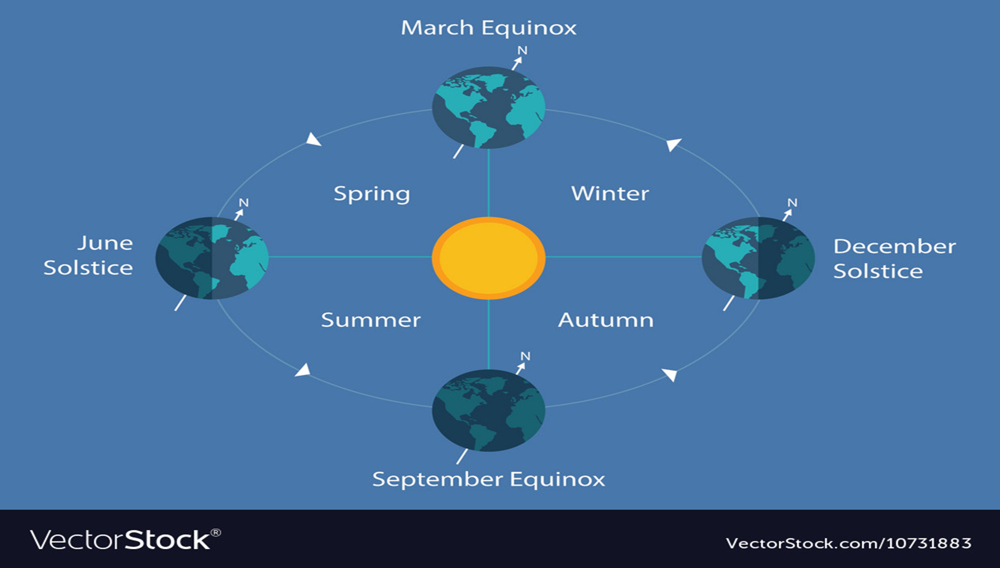 March Equinox
N
Spring
Winter
N
N
June
Solstice
December
Solstice
Summer
Autumn
N
September Equinox
VectorStock®
VectorStock.com/10731883